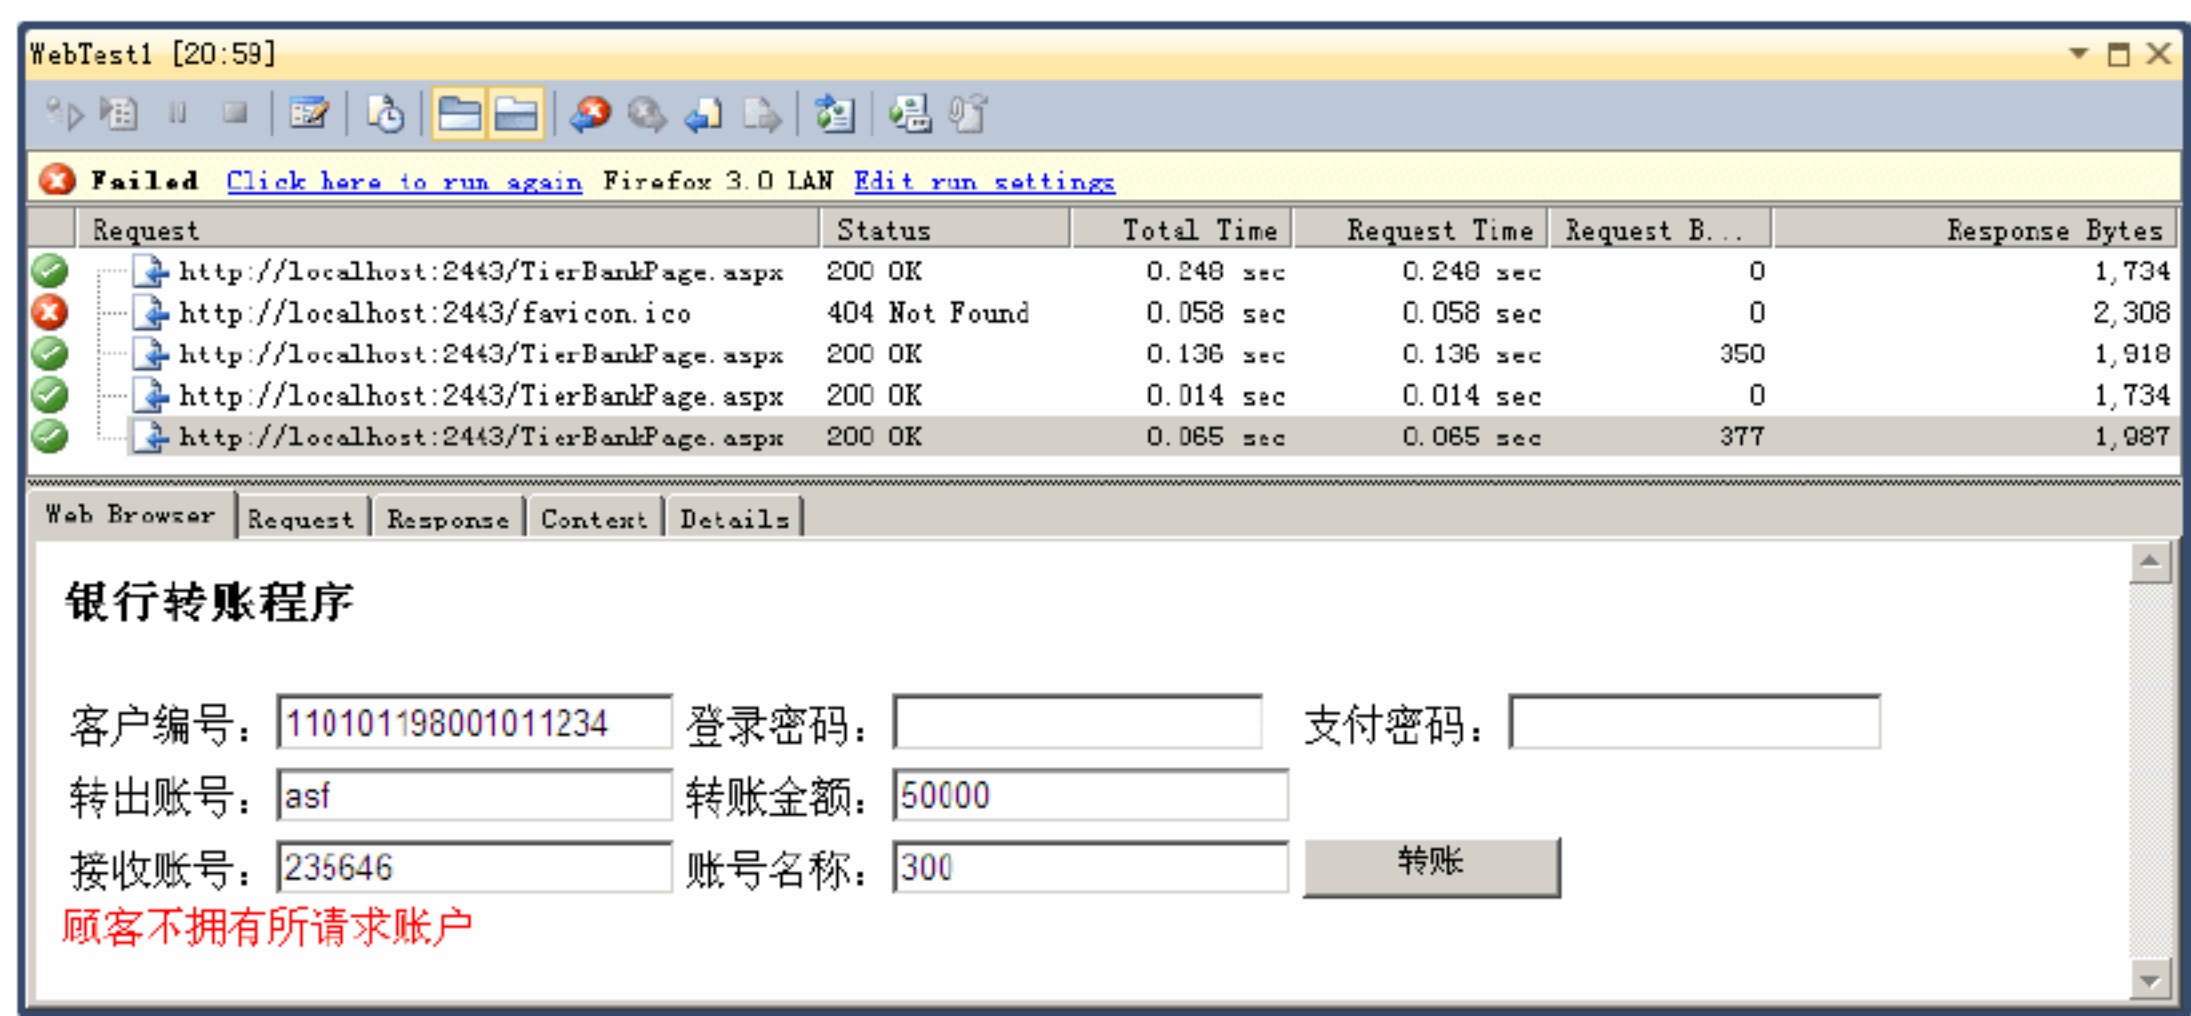 WebTest1 [20:59]
Failed Click here to run again Firefox 3.0 LAN Edit run settings
Request Status Total Time Request Time Request B... Response Bytes
http://localhost:2443/TierBankPage.aspx 200 OK 0.248 sec 0.248 sec 0 1,734
http://localhost:2443/favicon.ico 404 Not Found 0.058 sec 0.058 sec 0 2,308
http://localhost:2443/TierBankPage.aspx 200 OK 0.136 sec 0.136 sec 350 1,918
http://localhost:2443/TierBankPage.aspx 200 OK 0.014 sec 0.014 sec 0 1,734
http://localhost:2443/TierBankPage.aspx 200 OK 0.065 sec 0.065 sec 377 1,987
Web Browser Request Response Context Details
银行转账程序
客户编号： 110101198001011234 登录密码： 支付密码：
转出账号： asf 转账金额： 50000
接收账号： 235646 账号名称： 300 转账
顾客不拥有所请求账户